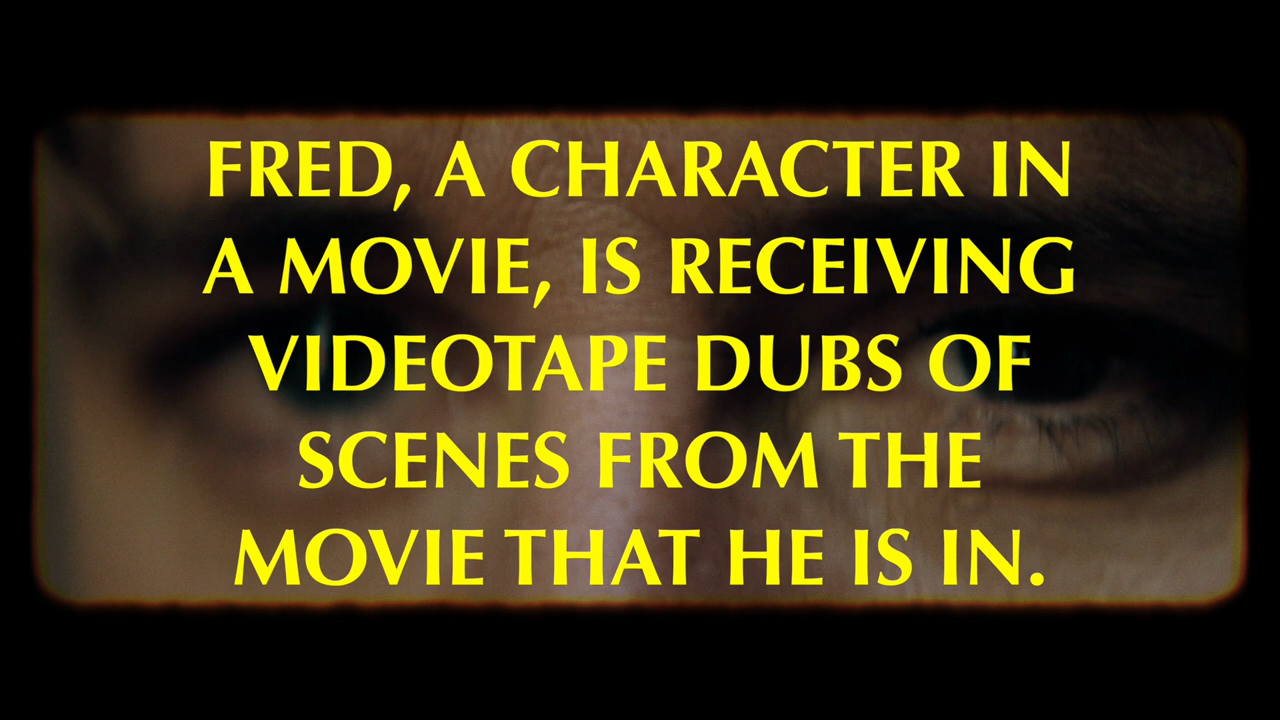 FRED, A CHARACTER IN
A MOVIE, IS RECEIVING
VIDEOTAPE DUBS OF
SCENES FROM THE
MOVIE THAT HE IS IN.